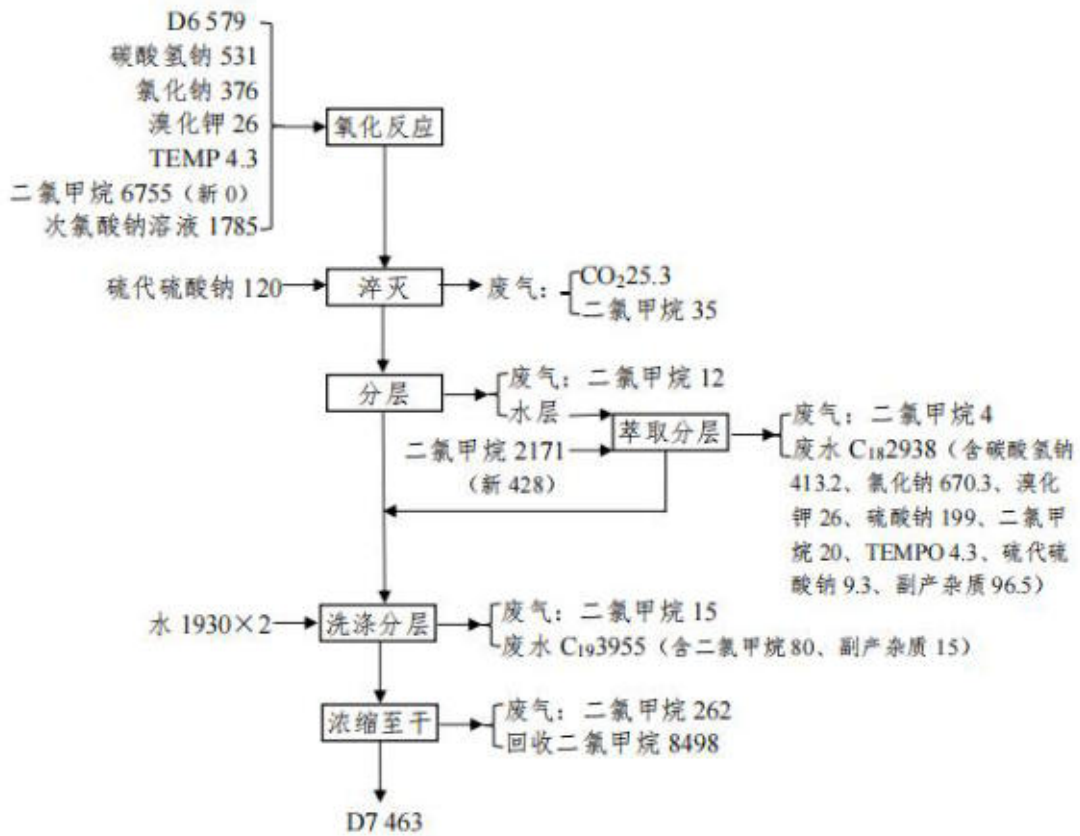 D6 579
碳酸氢钠 531
氯化钠 376
溴化钾 26
TEMP 4.3
二氯甲烷 6755（新 0）
次氯酸钠溶液 1785
氧化反应
硫代硫酸钠 120
淬灭
废气：
CO₂25.3
二氯甲烷 35
分层
废气：二氯甲烷 12
水层
二氯甲烷 2171
（新 428）
萃取分层
废气：二氯甲烷 4
废水 C₁₈2938（含碳酸氢钠
413.2、氯化钠 670.3、溴化
钾 26、硫酸钠 199、二氯甲
烷 20、TEMPO 4.3、硫代硫
酸钠 9.3、副产杂质 96.5）
水 1930×2
洗涤分层
废气：二氯甲烷 15
废水 C₁₉3955（含二氯甲烷 80、副产杂质 15）
浓缩至干
废气：二氯甲烷 262
回收二氯甲烷 8498
D7 463